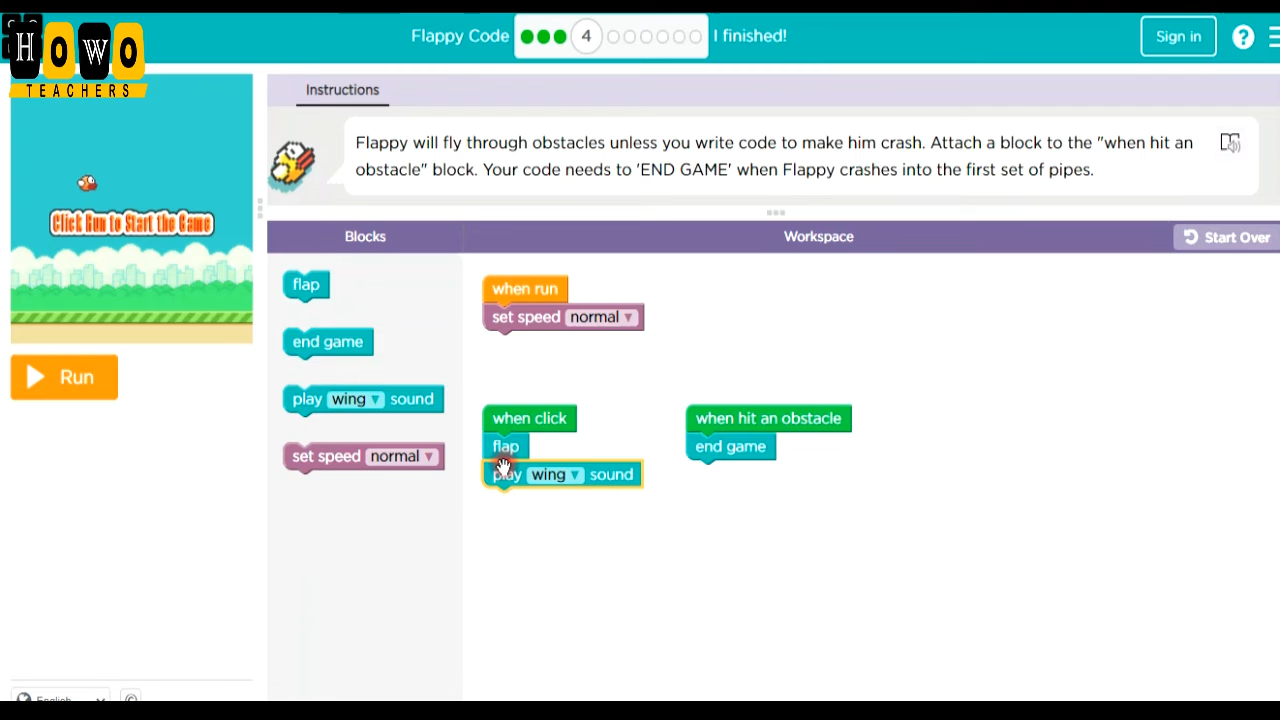 HOWO
TEACHERS
Flappy Code
4
I finished!
Sign in
?
Click Run to Start the Game
Run
Instructions
Flappy will fly through obstacles unless you write code to make him crash. Attach a block to the "when hit an
obstacle" block. Your code needs to 'END GAME' when Flappy crashes into the first set of pipes.
Blocks
Workspace
Start Over
flap
end game
play wing sound
set speed normal
when run
set speed normal
when click
flap
play wing sound
when hit an obstacle
end game
English